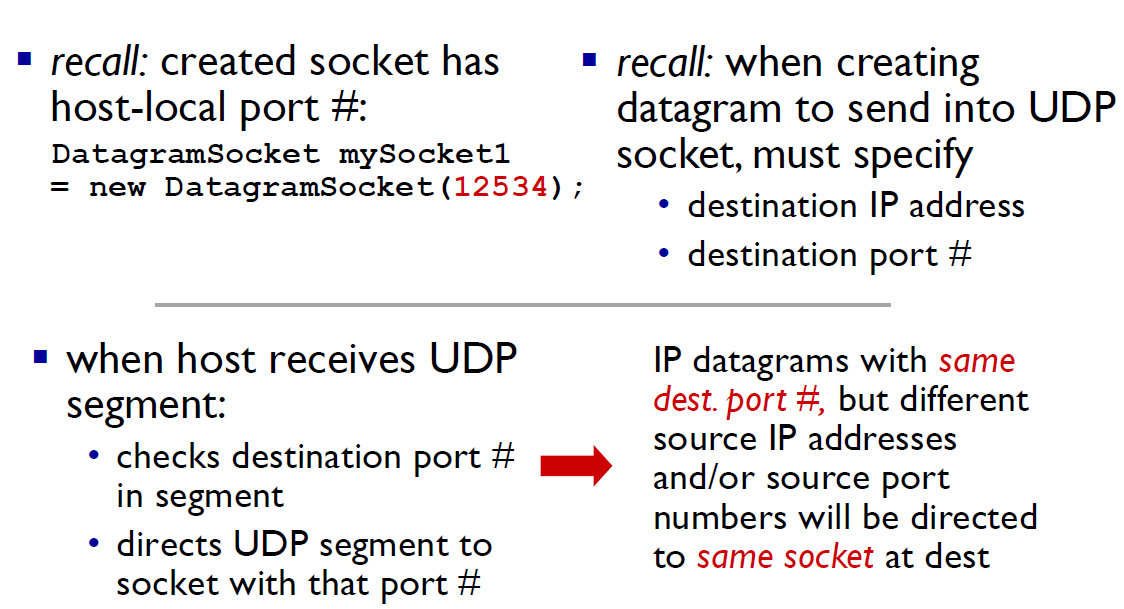 ▪ recall: created socket has
host-local port #:
DatagramSocket mySocket1
= new DatagramSocket(12534);
▪ recall: when creating
datagram to send into UDP
socket, must specify
• destination IP address
• destination port #
▪ when host receives UDP
segment:
• checks destination port #
in segment
• directs UDP segment to
socket with that port #
IP datagrams with same
dest. port #, but different
source IP addresses
and/or source port
numbers will be directed
to same socket at dest